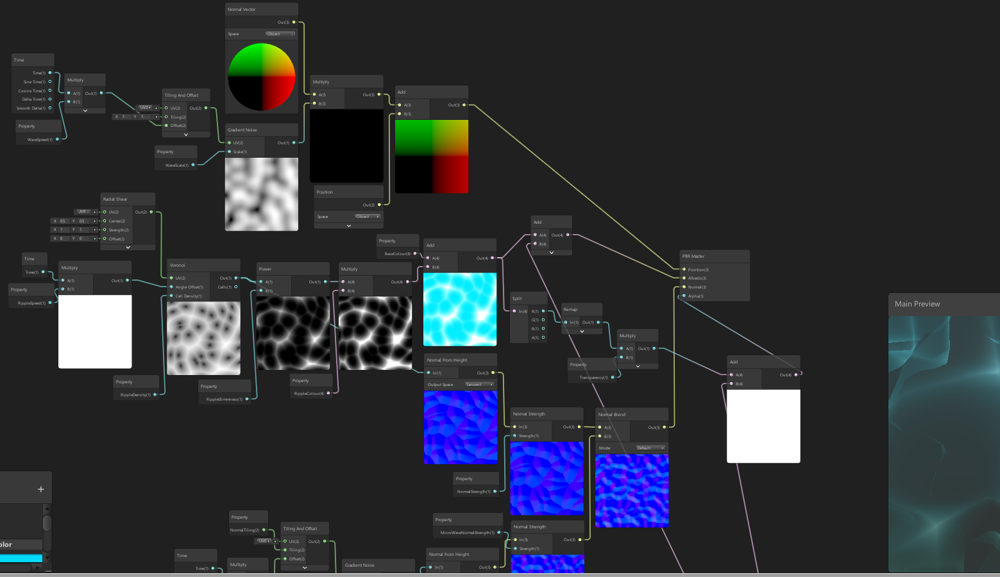 Normal Vector
Out(3)
Space
Object
Time
Time(1)
Sine Time(1)
Cosine Time(1)
Delta Time(1)
Smooth Delta(1)
Multiply
A(1) Out(1)
B(1)
Property
WaveSpeed(1)
Tiling And Offset
UV0 UV(2) Out(2)
X 1 Y 1 Tiling(2)
Offset(2)
Property
WaveScale(1)
Gradient Noise
UV(2) Out(1)
Scale(1)
Multiply
A(3) Out(3)
B(3)
Add
A(3) Out(3)
B(3)
Position
Out(3)
Space
Object
Radial Shear
UV0 UV(2) Out(2)
X 0.5 Y 0.5 Center(2)
X 1 Y 1 Strength(2)
X 0 Y 0 Offset(2)
Time
Time(1)
Property
RippleSpeed(1)
Multiply
A(1) Out(1)
B(1)
Voronoi
UV(2) Out(1)
Angle Offset(1) Cells(1)
Cell Density(1)
Property
RippleDencity(1)
Property
RippleSlimmness(1)
Power
A(1) Out(1)
B(1)
Multiply
A(4) Out(4)
B(4)
Property
RippleColour(4)
Property
BaseColour(4)
Add
A(4) Out(4)
B(4)
Add
A(4) Out(4)
B(4)
Split
In(4) R(1)
G(1)
B(1)
A(1)
Remap
In(1) Out(1)
Multiply
A(1) Out(1)
B(1)
Property
Transparency(1)
PBR Master
Position(3)
Albedo(3)
Normal(3)
Alpha(1)
Add
A(4) Out(4)
B(4)
Main Preview
Normal From Height
In(1) Out(3)
Output Space
Tangent
Normal Strength
In(3) Out(3)
Strength(1)
Property
NormalStrength(1)
Normal Blend
A(3) Out(3)
B(3)
Mode
Default
Property
MicroWaveNormalStrength(1)
Normal Strength
In(3) Out(3)
Strength(1)
Normal From Height
In(1) Out(3)
Property
NormalTiling(2)
Tiling And Offset
UV0 UV(2) Out(2)
Tiling(2)
Offset(2)
Time
Time(1)
Multiply
Gradient Noise
+
olor